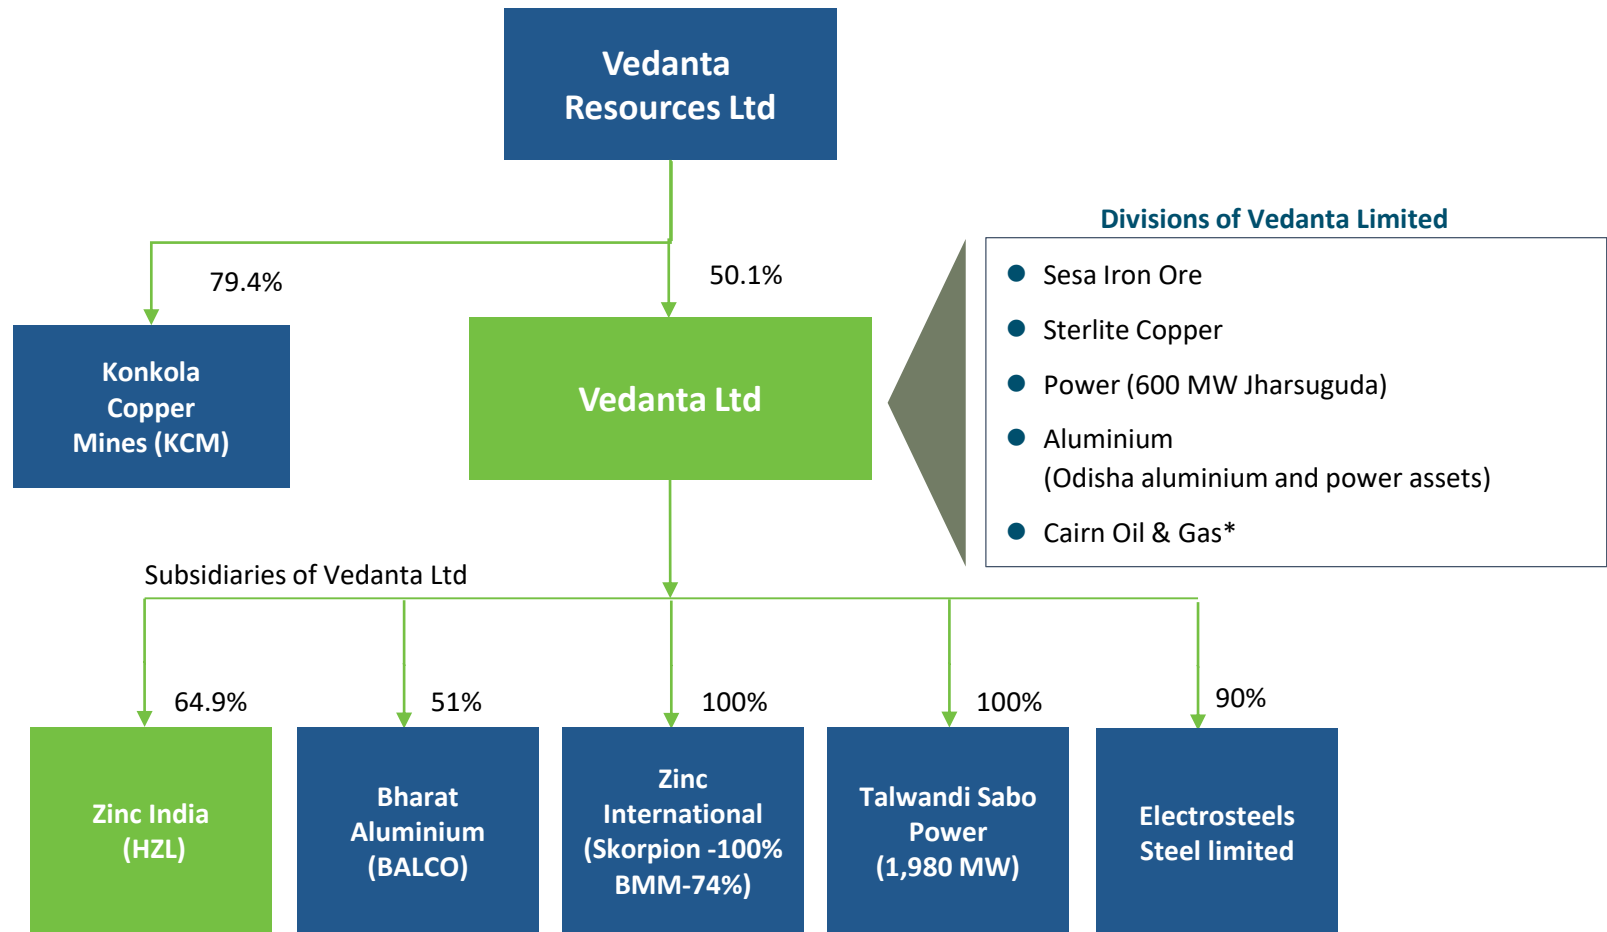 Vedanta
Resources Ltd
79.4%
50.1%
Konkola
Copper
Mines (KCM)
Vedanta Ltd
Divisions of Vedanta Limited
Sesa Iron Ore
Sterlite Copper
Power (600 MW Jharsuguda)
Aluminium
(Odisha aluminium and power assets)
Cairn Oil & Gas*
Subsidiaries of Vedanta Ltd
64.9%
51%
100%
100%
90%
Zinc India
(HZL)
Bharat
Aluminium
(BALCO)
Zinc
International
(Skorpion -100%
BMM-74%)
Talwandi Sabo
Power
(1,980 MW)
Electrosteels
Steel limited